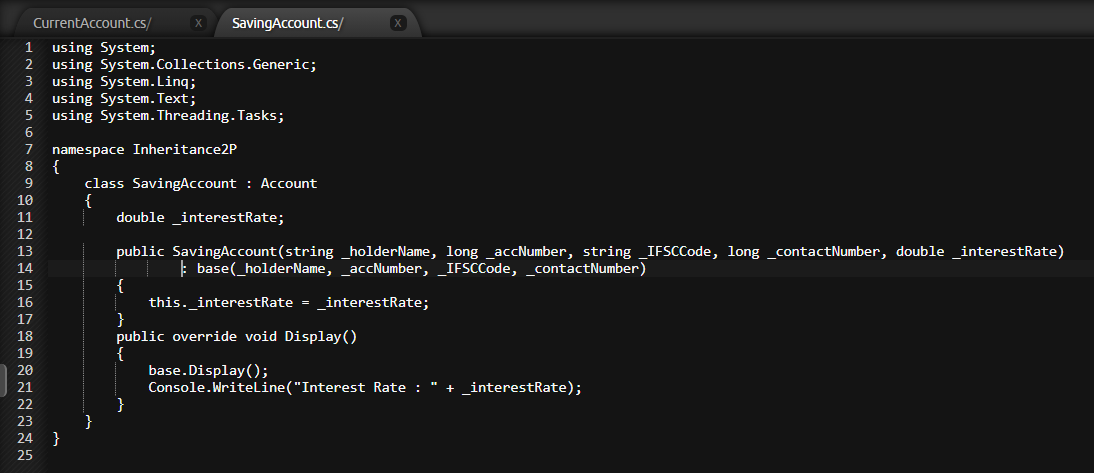 CurrentAccount.cs/ x SavingAccount.cs/ x
1 using System;
2 using System.Collections.Generic;
3 using System.Linq;
4 using System.Text;
5 using System.Threading.Tasks;
6
7 namespace Inheritance2P
8 {
9     class SavingAccount : Account
10     {
11         double _interestRate;
12
13         public SavingAccount(string _holderName, long _accNumber, string _IFSCCode, long _contactNumber, double _interestRate)
14                 : base(_holderName, _accNumber, _IFSCCode, _contactNumber)
15         {
16             this._interestRate = _interestRate;
17         }
18         public override void Display()
19         {
20             base.Display();
21             Console.WriteLine("Interest Rate : " + _interestRate);
22         }
23     }
24 }
25